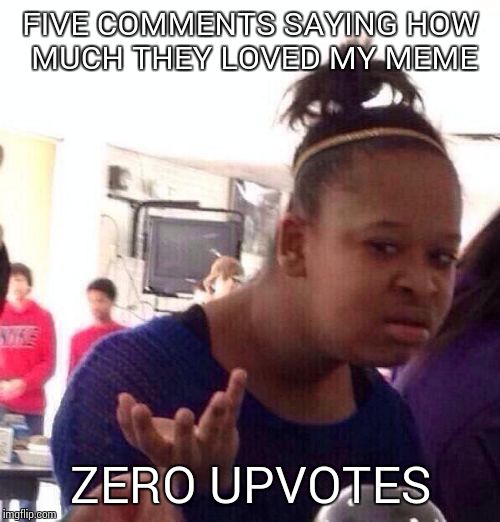 FIVE COMMENTS SAYING HOW
MUCH THEY LOVED MY MEME
ZERO UPVOTES
imgflip.com